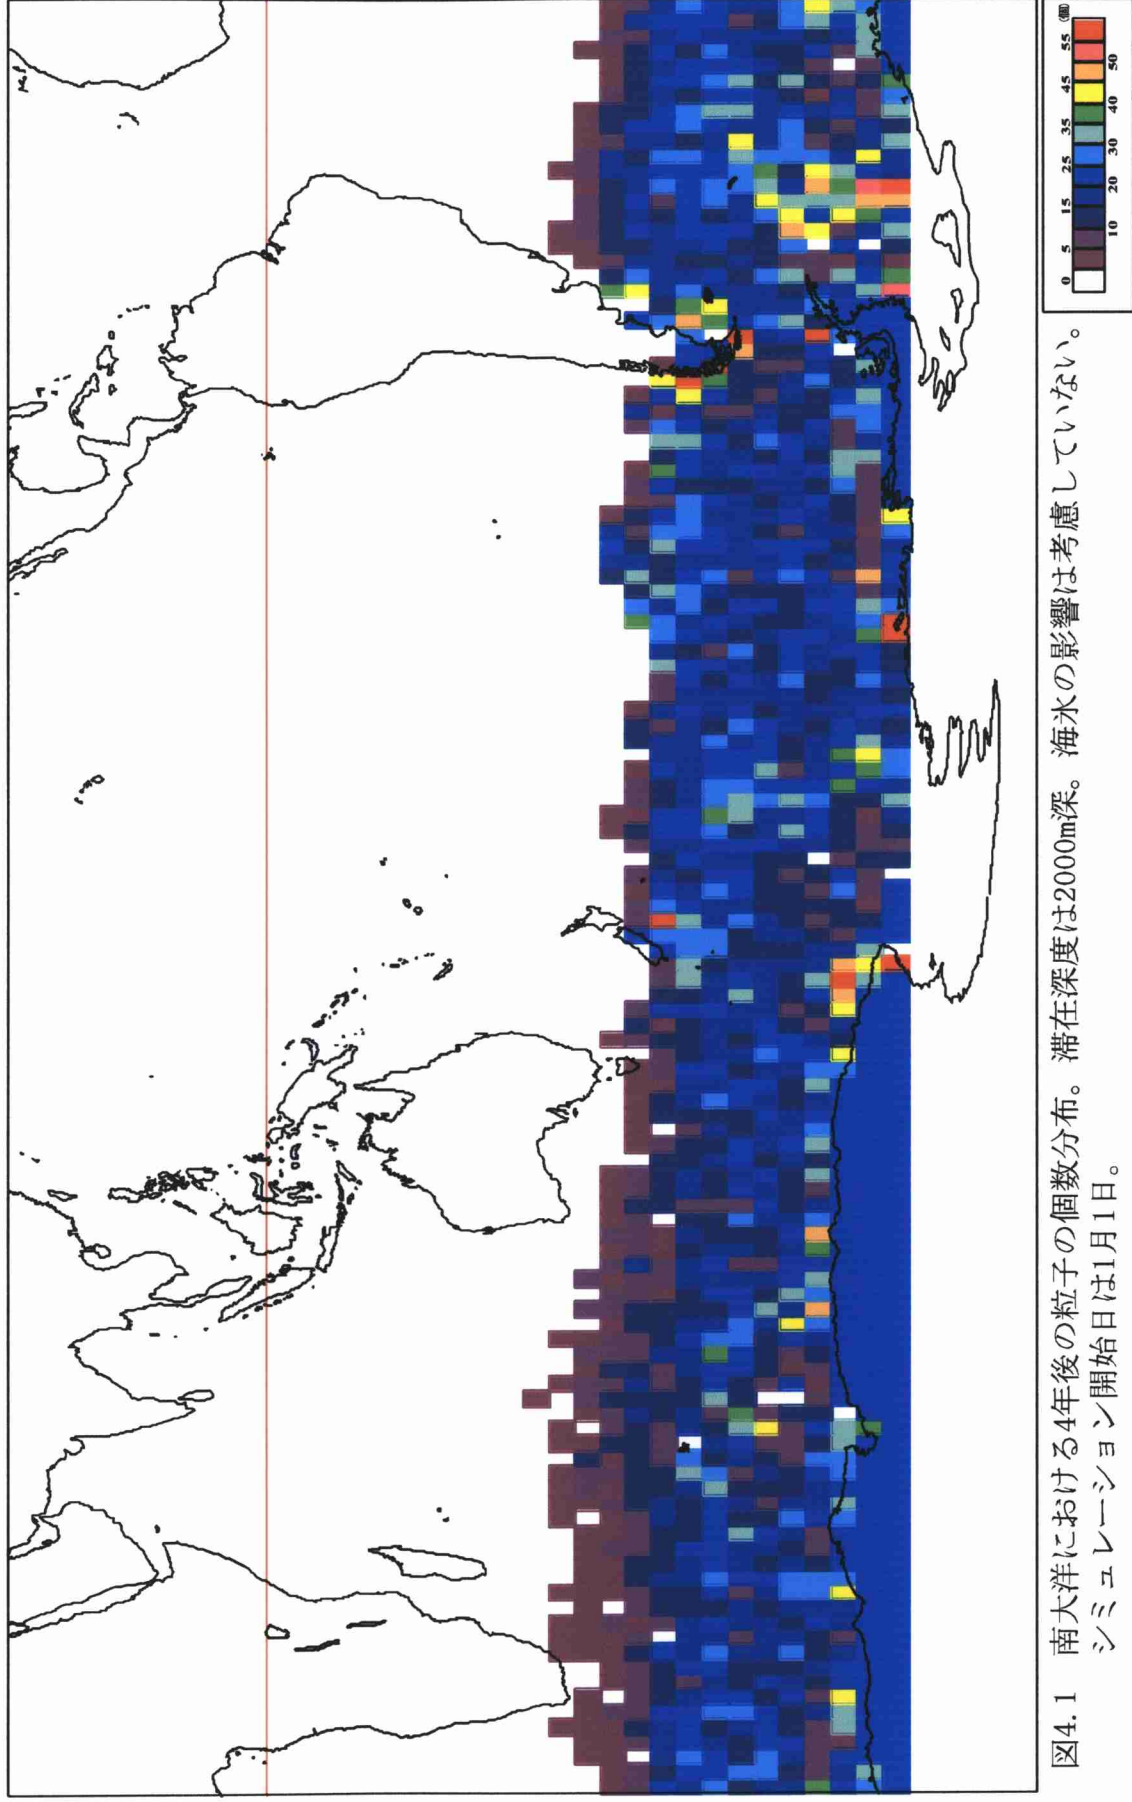 0 5 15 25 35 45 55 (個)
10 20 30 40 50
図4.1 南大洋における4年後の粒子の個数分布。滞在深度は2000m深。海氷の影響は考慮していない。
シミュレーション開始日は1月1日。